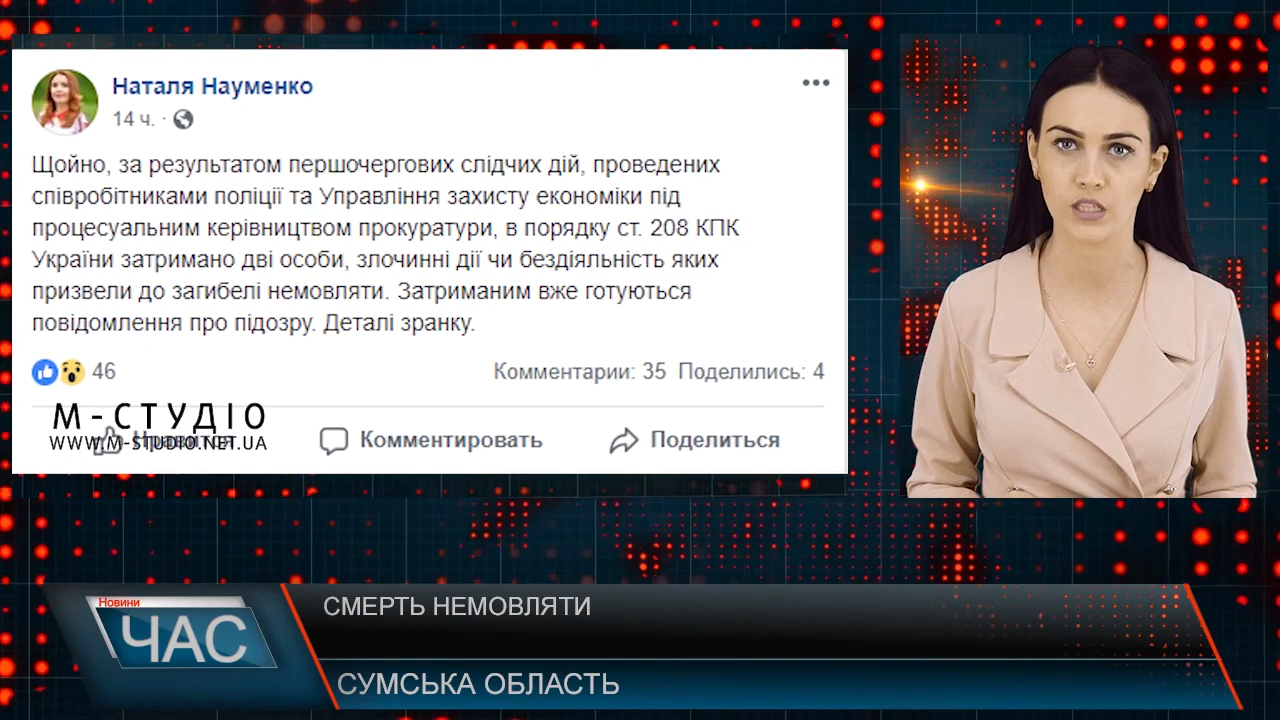 Наталя Науменко
14 ч. ·
Щойно, за результатом першочергових слідчих дій, проведених
співробітниками поліції та Управління захисту економіки під
процесуальним керівництвом прокуратури, в порядку ст. 208 КПК
України затримано дві особи, злочинні дії чи бездіяльність яких
призвели до загибелі немовляти. Затриманим вже готуються
повідомлення про підозру. Деталі зранку.
46
Комментарии: 35 Поделились: 4
М-СТУДІО
WWW.M-STUDIO.NET.UA
Комментировать
Поделиться
Новини
ЧАС
СМЕРТЬ НЕМОВЛЯТИ
СУМСЬКА ОБЛАСТЬ